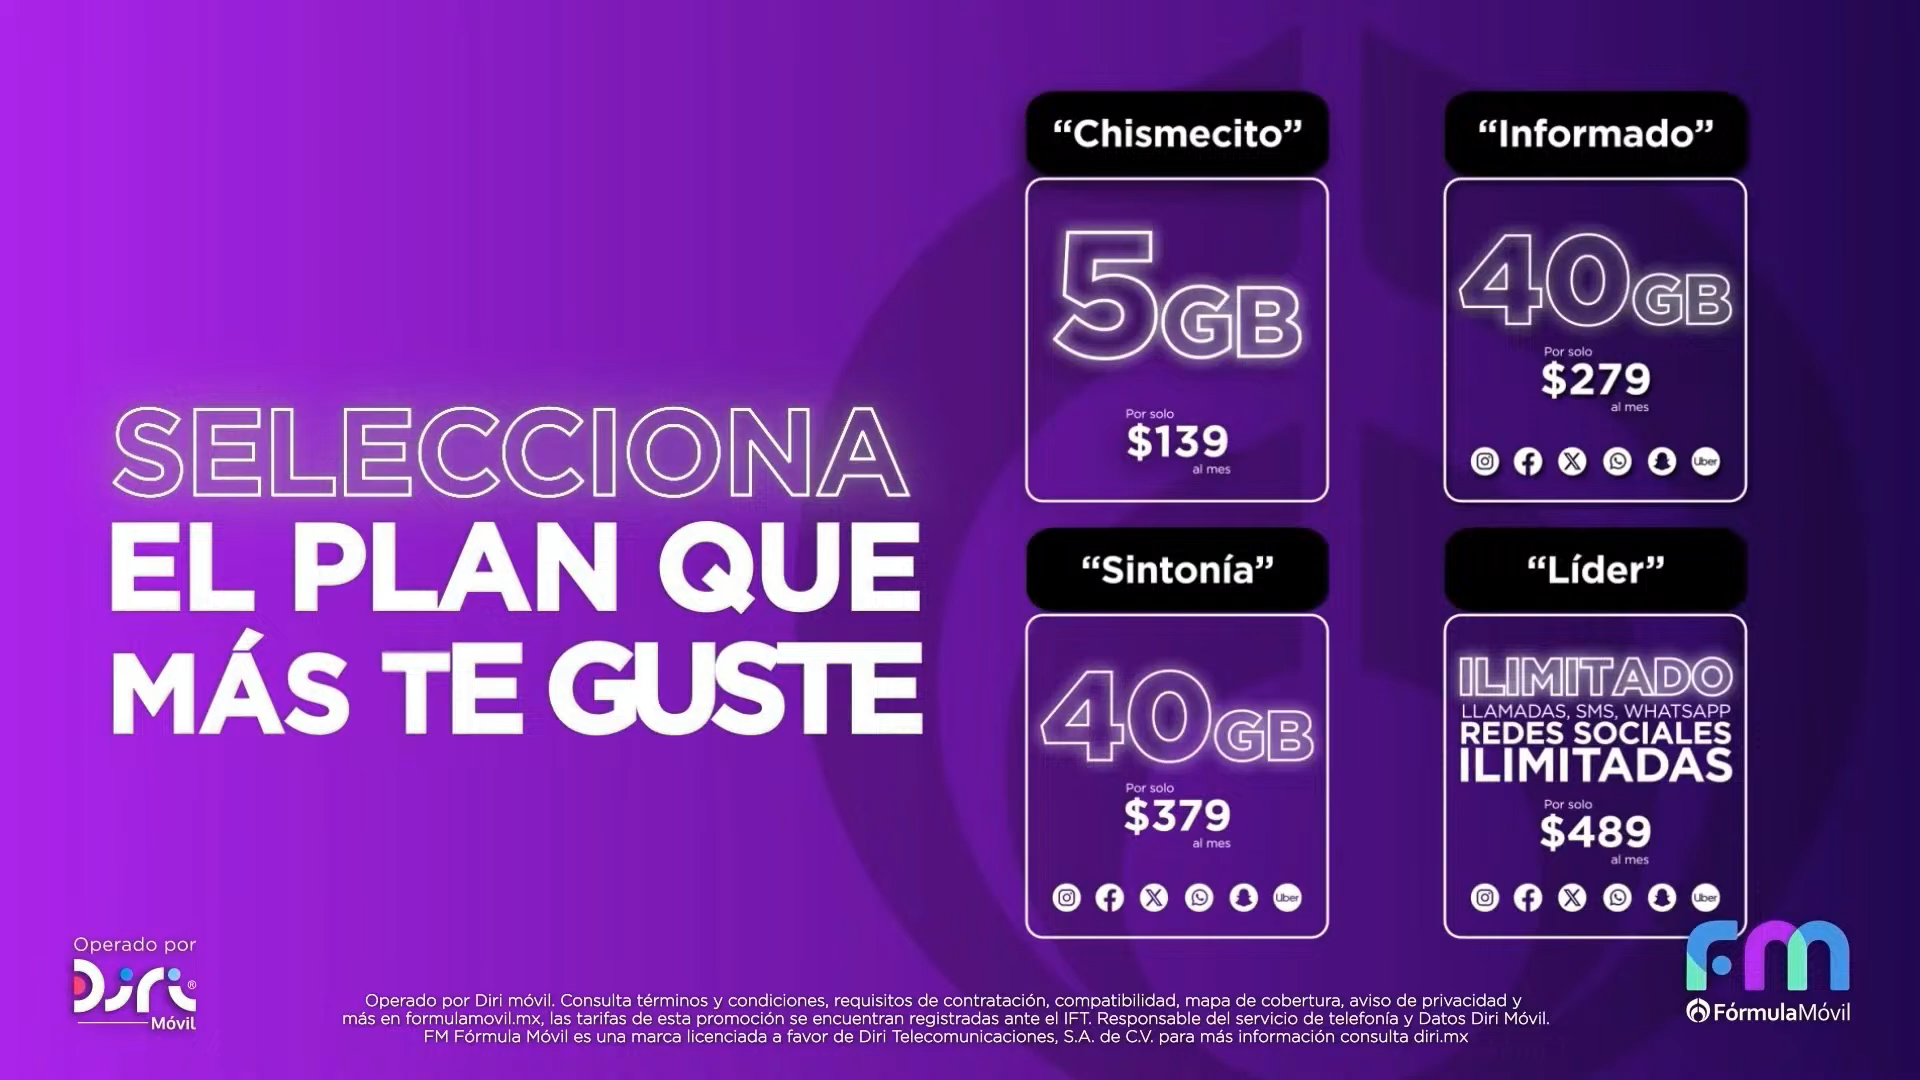 SELECCIONA
EL PLAN QUE
MÁS TE GUSTE
“Chismecito”
5GB
Por solo
$139
al mes
“Informado”
40GB
Por solo
$279
al mes
Uber
“Sintonía”
40GB
Por solo
$379
al mes
Uber
“Líder”
ILIMITADO
LLAMADAS, SMS, WHATSAPP
REDES SOCIALES
ILIMITADAS
Por solo
$489
al mes
Uber
Operado por
Diri®
Móvil
Operado por Diri móvil. Consulta términos y condiciones, requisitos de contratación, compatibilidad, mapa de cobertura, aviso de privacidad y
más en formulamovil.mx, las tarifas de esta promoción se encuentran registradas ante el IFT. Responsable del servicio de telefonía y Datos Diri Móvil.
FM Fórmula Móvil es una marca licenciada a favor de Diri Telecomunicaciones, S.A. de C.V. para más información consulta diri.mx
FM
FórmulaMóvil